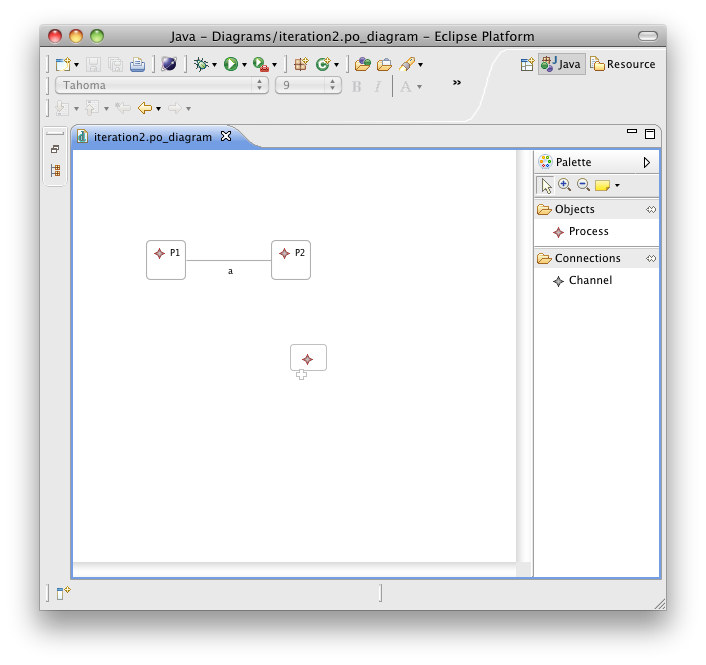 Java – Diagrams/iteration2.po_diagram – Eclipse Platform
Java
Resource
Tahoma
9
B
I
A
»
iteration2.po_diagram
Palette
Objects
Process
Connections
Channel
P1
P2
a